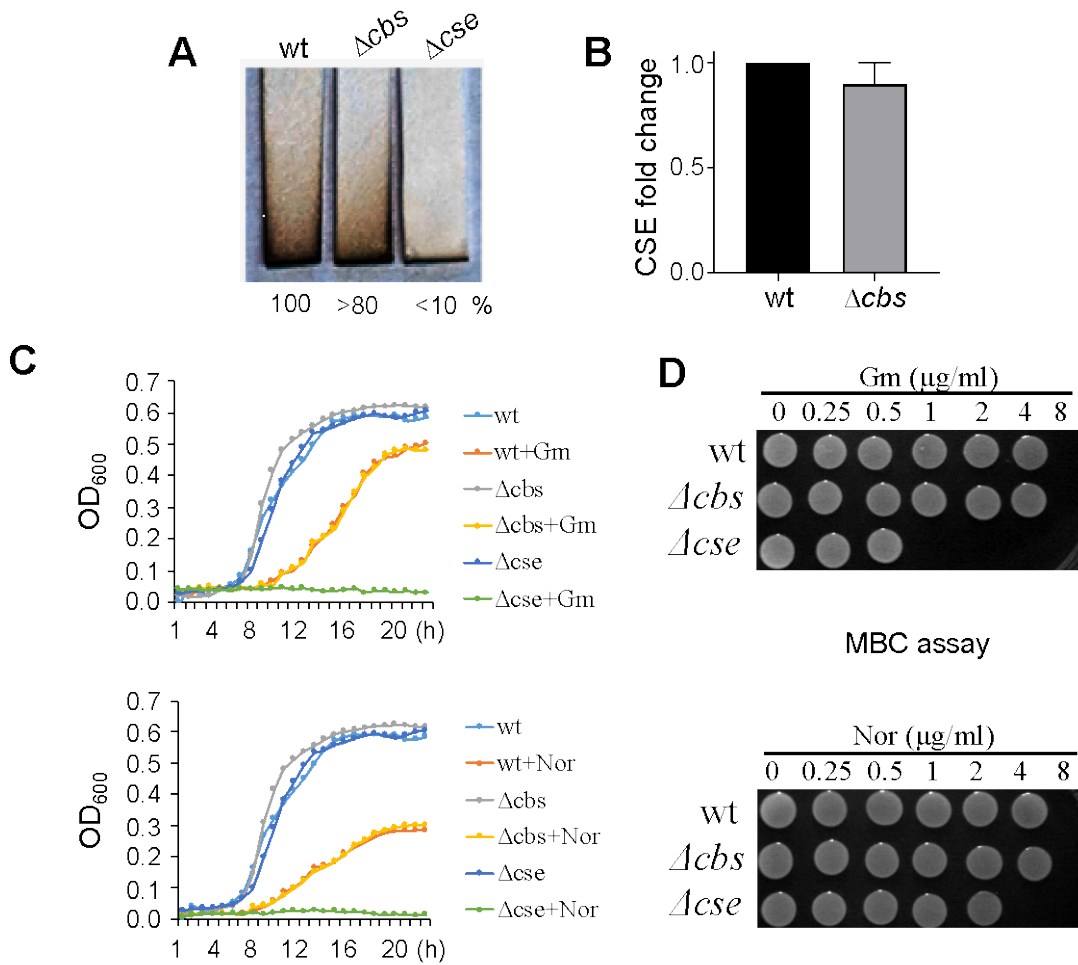 A
wt Δcbs Δcse
100 >80 <10 %
B
CSE fold change
1.0
0.5
0.0
wt Δcbs
C
OD600
0.7
0.6
0.5
0.4
0.3
0.2
0.1
0.0
1 4 8 12 16 20 (h)
wt
wt+Gm
Δcbs
Δcbs+Gm
Δcse
Δcse+Gm
OD600
0.7
0.6
0.5
0.4
0.3
0.2
0.1
0.0
1 4 8 12 16 20 (h)
wt
wt+Nor
Δcbs
Δcbs+Nor
Δcse
Δcse+Nor
D
Gm (μg/ml)
0 0.25 0.5 1 2 4 8
wt
Δcbs
Δcse
MBC assay
Nor (μg/ml)
0 0.25 0.5 1 2 4 8
wt
Δcbs
Δcse